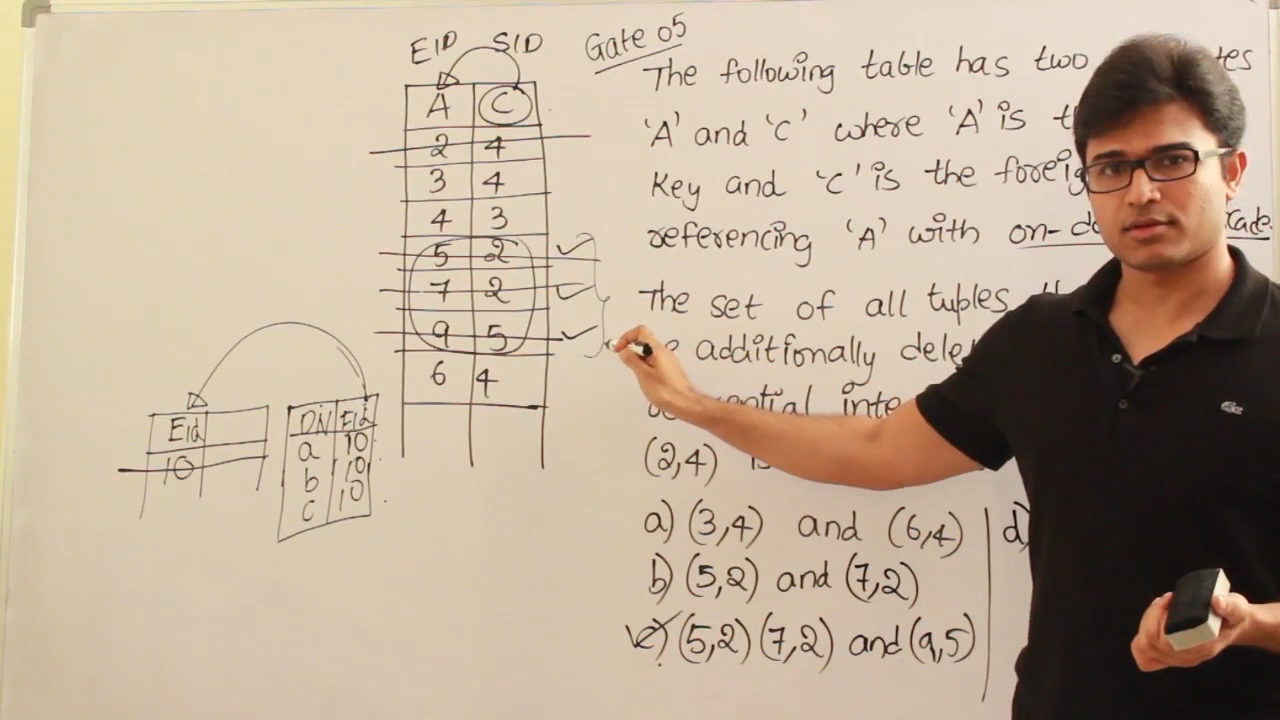 EID SID
A C
2 4
3 4
4 3
5 2
7 2
9 5
6 4
Eid
10
DN Eid
a 10
b 10
c 10
Gate 05
The following table has two
'A' and 'C' where 'A' is
Key and 'C' is the
referencing 'A' with on-
The set of all tuples
additionally
(2,4) is
a) (3,4) and (6,4)
d)
b) (5,2) and (7,2)
c) (5,2) (7,2) and (9,5)